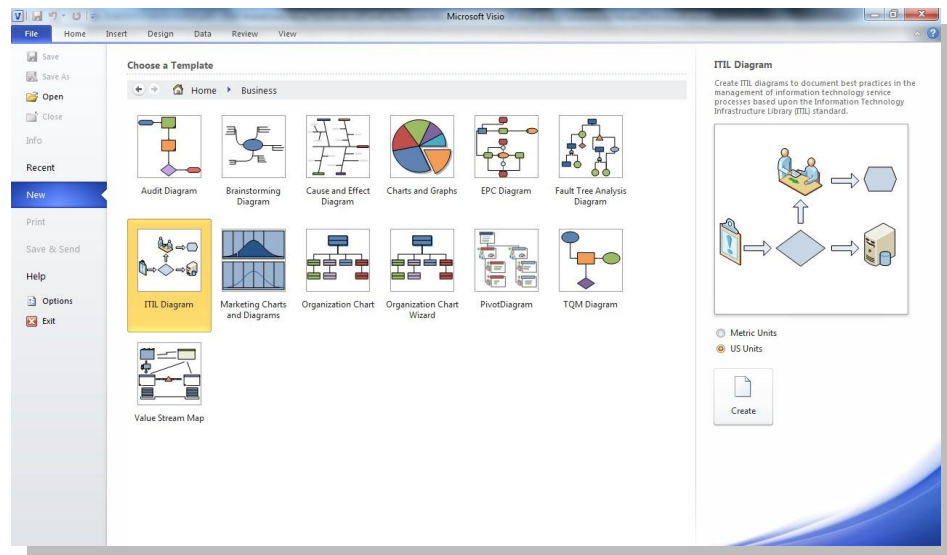 Microsoft Visio
File Home Insert Design Data Review View
Save
Save As
Open
Close
Info
Recent
New
Print
Save & Send
Help
Options
Exit
Choose a Template
Home Business
Audit Diagram
Brainstorming
Diagram
Cause and Effect
Diagram
Charts and Graphs
EPC Diagram
Fault Tree Analysis
Diagram
ITIL Diagram
Marketing Charts
and Diagrams
Organization Chart
Organization Chart
Wizard
PivotDiagram
TQM Diagram
Value Stream Map
ITIL Diagram
Create ITIL diagrams to document best practices in the
management of information technology service
processes based upon the Information Technology
Infrastructure Library (ITIL) standard.
Metric Units
US Units
Create